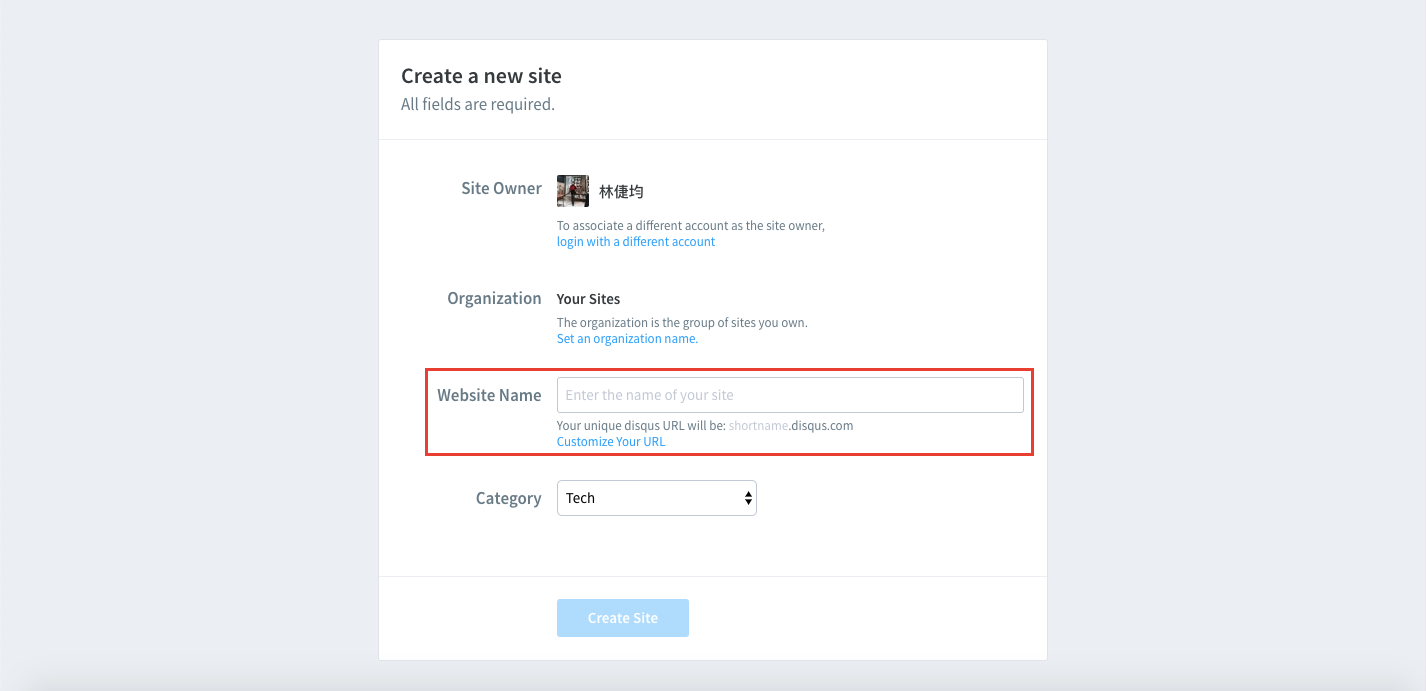 Create a new site
All fields are required.
Site Owner
林倢均
To associate a different account as the site owner,
login with a different account
Organization
Your Sites
The organization is the group of sites you own.
Set an organization name.
Website Name
Enter the name of your site
Your unique disqus URL will be: shortname.disqus.com
Customize Your URL
Category
Tech
Create Site